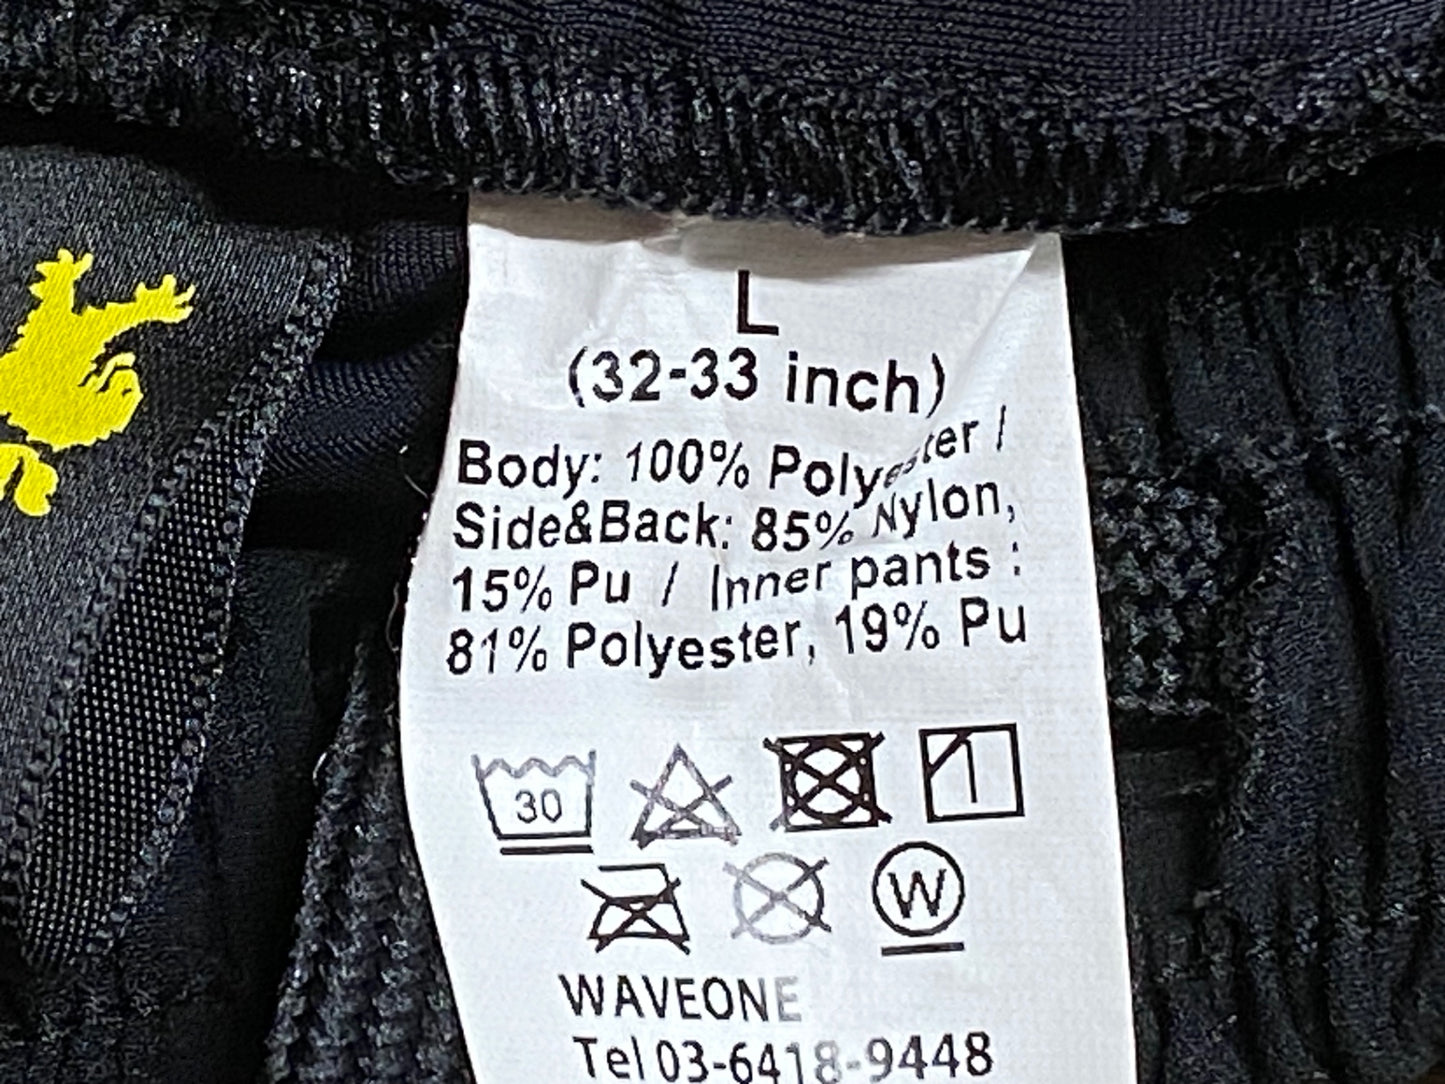 L
(32-33 inch)
Body: 100% Polyester /
Side&Back: 85% Nylon,
15% Pu / Inner pants :
81% Polyester, 19% Pu
30
W
WAVEONE
Tel 03-6418-9448